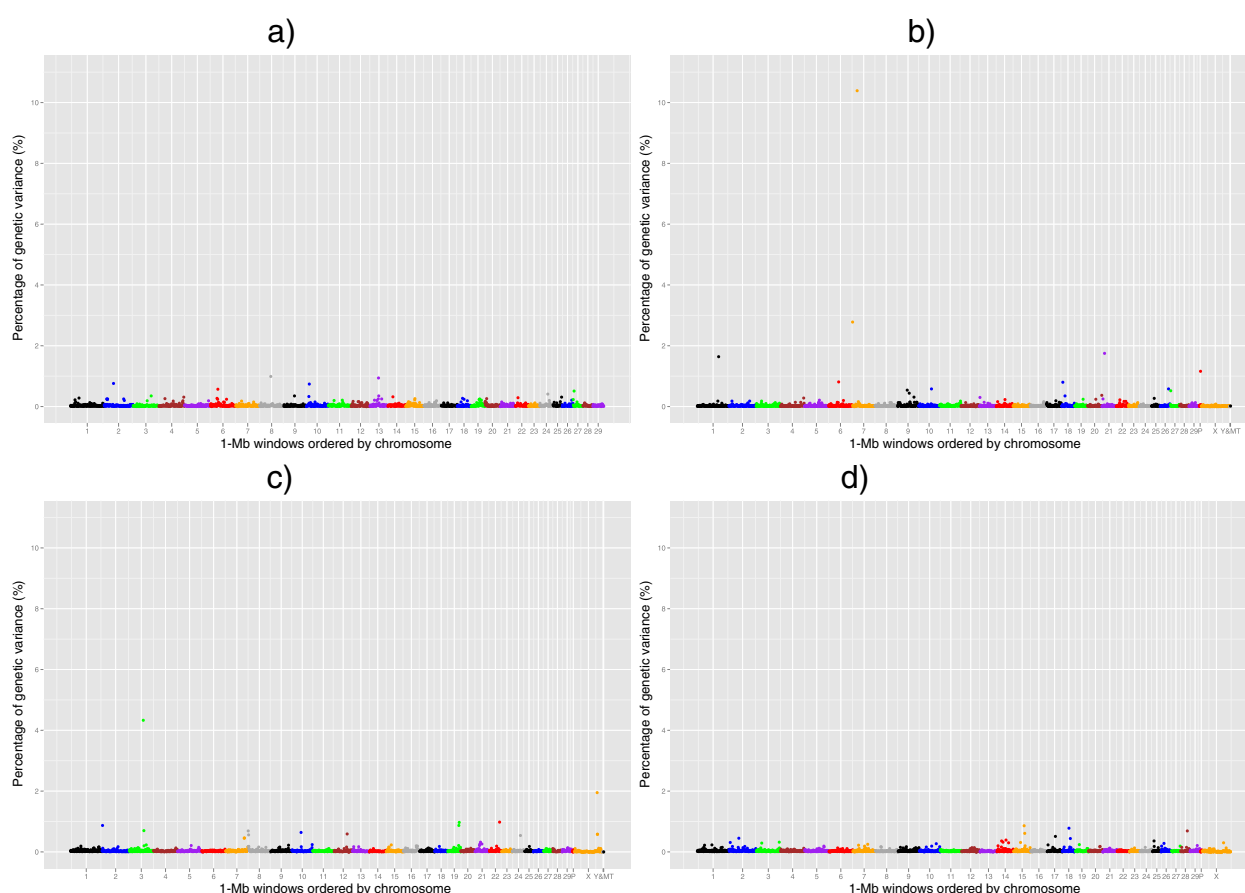 a)
Percentage of genetic variance (%)
10
8
6
4
2
0
1 2 3 4 5 6 7 8 9 10 11 12 13 14 15 16 17 18 19 20 21 22 23 24 25 26 27 28 29
1-Mb windows ordered by chromosome
b)
Percentage of genetic variance (%)
10
8
6
4
2
0
1 2 3 4 5 6 7 8 9 10 11 12 13 14 15 16 17 18 19 20 21 22 23 24 25 26 27 28 29P X Y&MT
1-Mb windows ordered by chromosome
c)
Percentage of genetic variance (%)
10
8
6
4
2
0
1 2 3 4 5 6 7 8 9 10 11 12 13 14 15 16 17 18 19 20 21 22 24 25 26 27 28 29P X Y&MT
1-Mb windows ordered by chromosome
d)
Percentage of genetic variance (%)
10
8
6
4
2
0
1 2 3 4 5 6 7 8 9 10 11 12 13 14 15 16 17 18 19 20 21 22 23 24 25 26 27 28 29P X
1-Mb windows ordered by chromosome